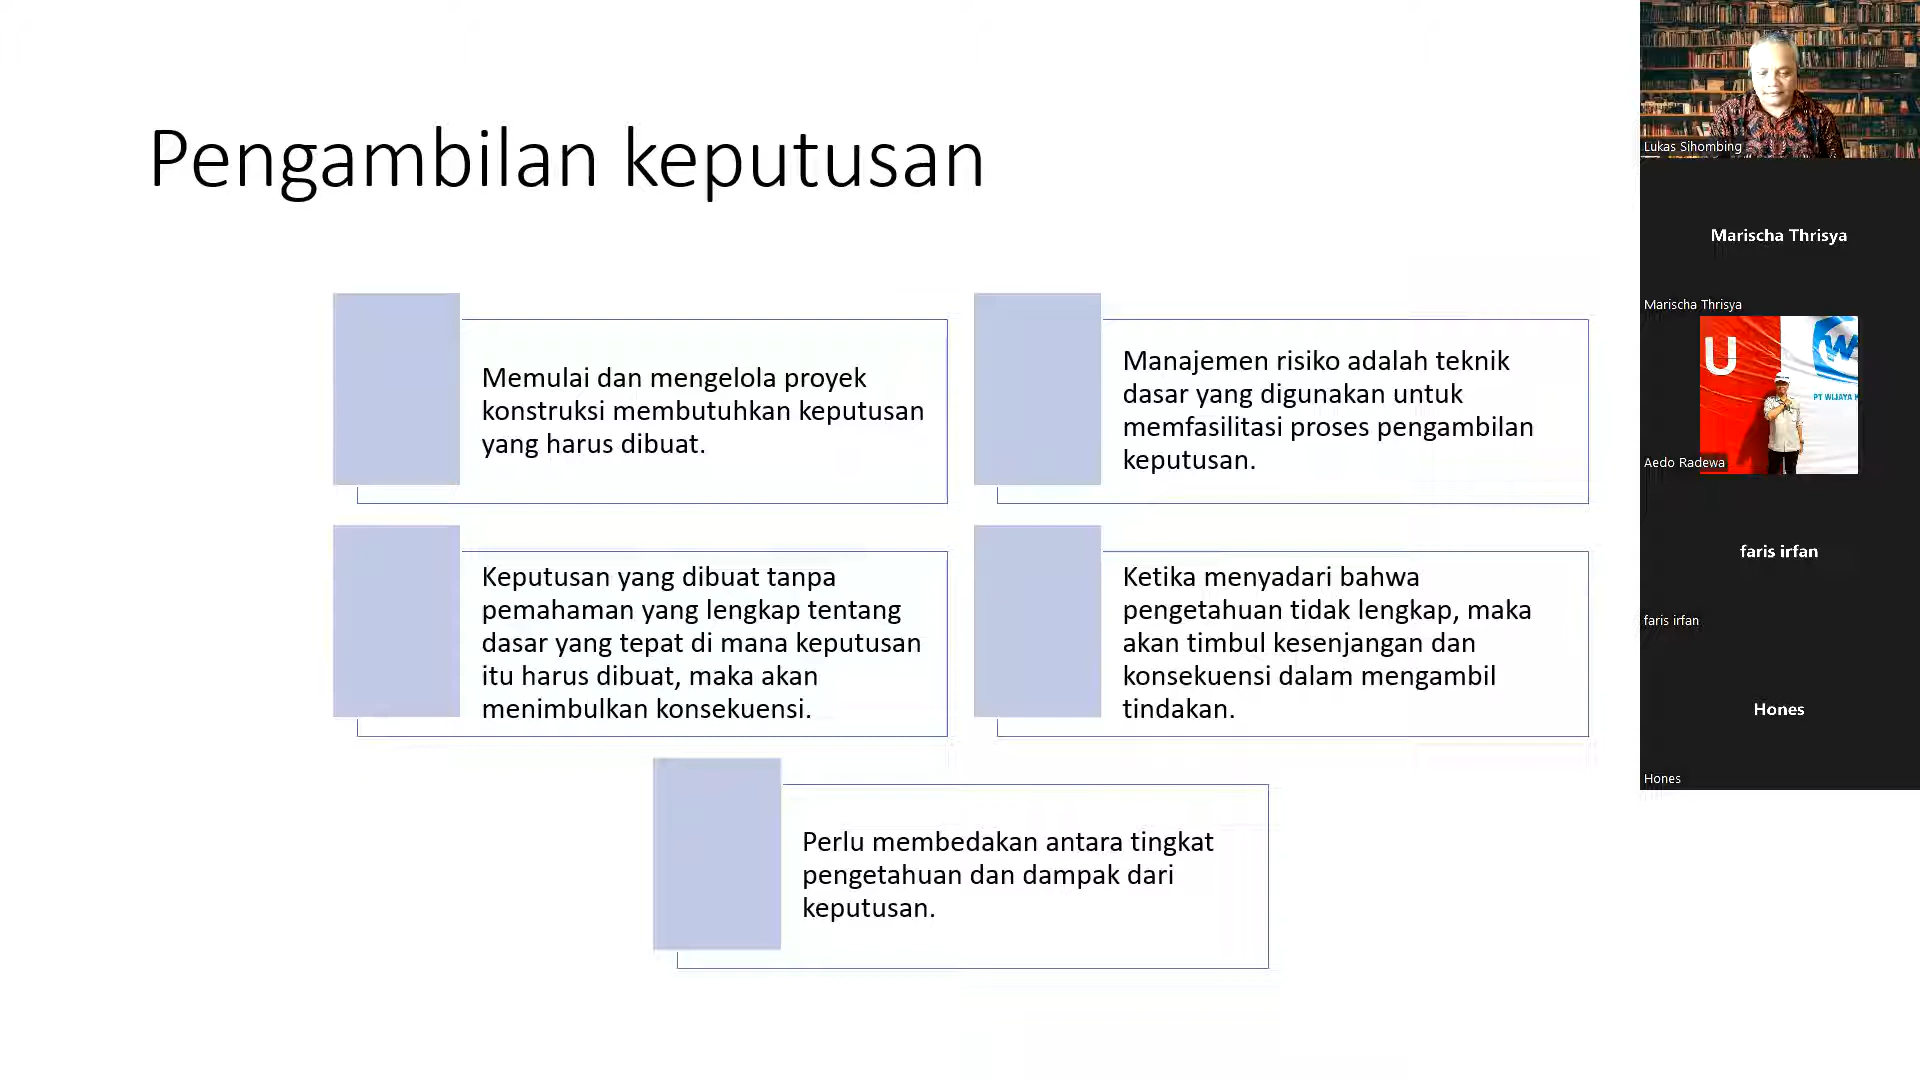 Pengambilan keputusan
Memulai dan mengelola proyek
konstruksi membutuhkan keputusan
yang harus dibuat.
Manajemen risiko adalah teknik
dasar yang digunakan untuk
memfasilitasi proses pengambilan
keputusan.
Keputusan yang dibuat tanpa
pemahaman yang lengkap tentang
dasar yang tepat di mana keputusan
itu harus dibuat, maka akan
menimbulkan konsekuensi.
Ketika menyadari bahwa
pengetahuan tidak lengkap, maka
akan timbul kesenjangan dan
konsekuensi dalam mengambil
tindakan.
Perlu membedakan antara tingkat
pengetahuan dan dampak dari
keputusan.
Lukas Sihombing
Marischa Thrisya
Marischa Thrisya
U
PT WIJAYA K
Aedo Radewa
faris irfan
faris irfan
Hones
Hones